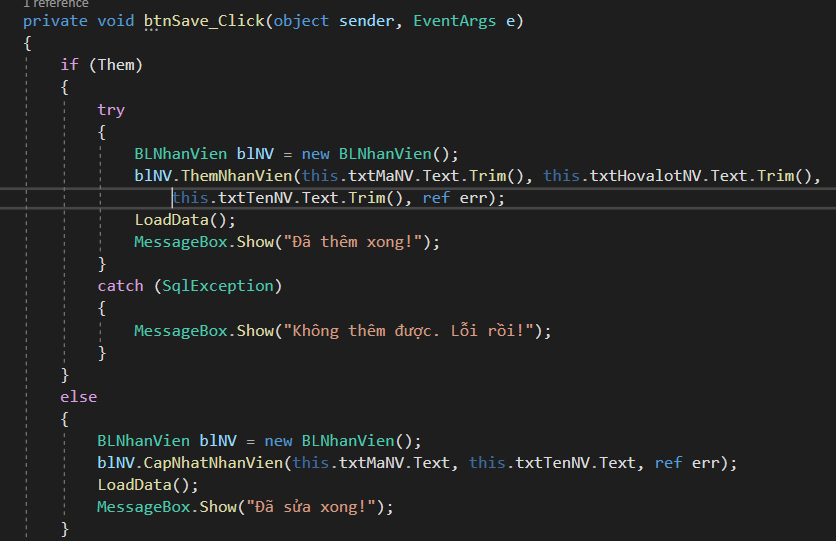 1 reference
private void btnSave_Click(object sender, EventArgs e)
{
if (Them)
{
try
{
BLNhanVien blNV = new BLNhanVien();
blNV.ThemNhanVien(this.txtMaNV.Text.Trim(), this.txtHovalotNV.Text.Trim(),
this.txtTenNV.Text.Trim(), ref err);
LoadData();
MessageBox.Show("Đã thêm xong!");
}
catch (SqlException)
{
MessageBox.Show("Không thêm được. Lỗi rồi!");
}
}
else
{
BLNhanVien blNV = new BLNhanVien();
blNV.CapNhatNhanVien(this.txtMaNV.Text, this.txtTenNV.Text, ref err);
LoadData();
MessageBox.Show("Đã sửa xong!");
}